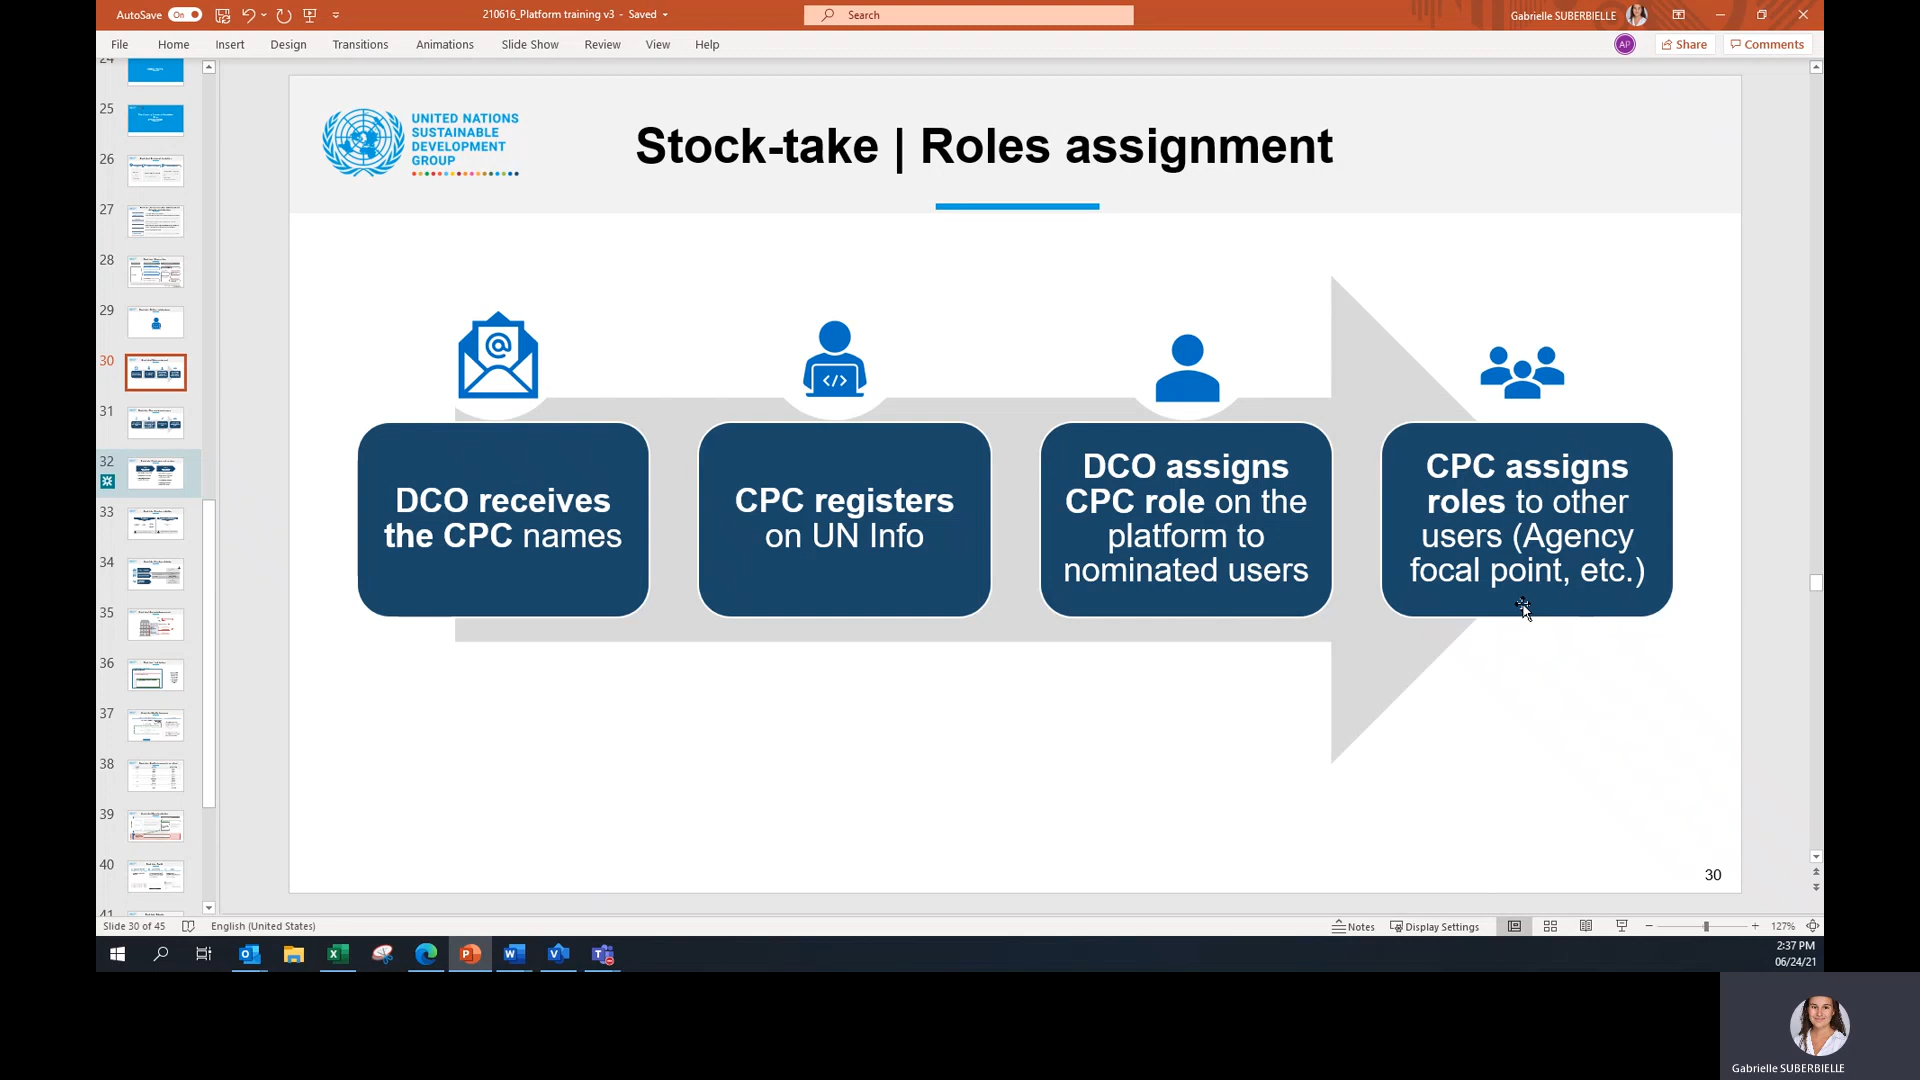 AutoSave On
210616_Platform training v3 - Saved
Search
Gabrielle SUBERBIELLE
File Home Insert Design Transitions Animations Slide Show Review View Help
AP
Share
Comments
24
25
26
27
28
29
30
31
32
33
34
35
36
37
38
39
40
41
UNITED NATIONS
SUSTAINABLE
DEVELOPMENT
GROUP
Stock-take | Roles assignment
@
</>
DCO receives
the CPC names
CPC registers
on UN Info
DCO assigns
CPC role on the
platform to
nominated users
CPC assigns
roles to other
users (Agency
focal point, etc.)
30
Slide 30 of 45
English (United States)
Notes
Display Settings
127%
2:37 PM
06/24/21
Gabrielle SUBERBIELLE